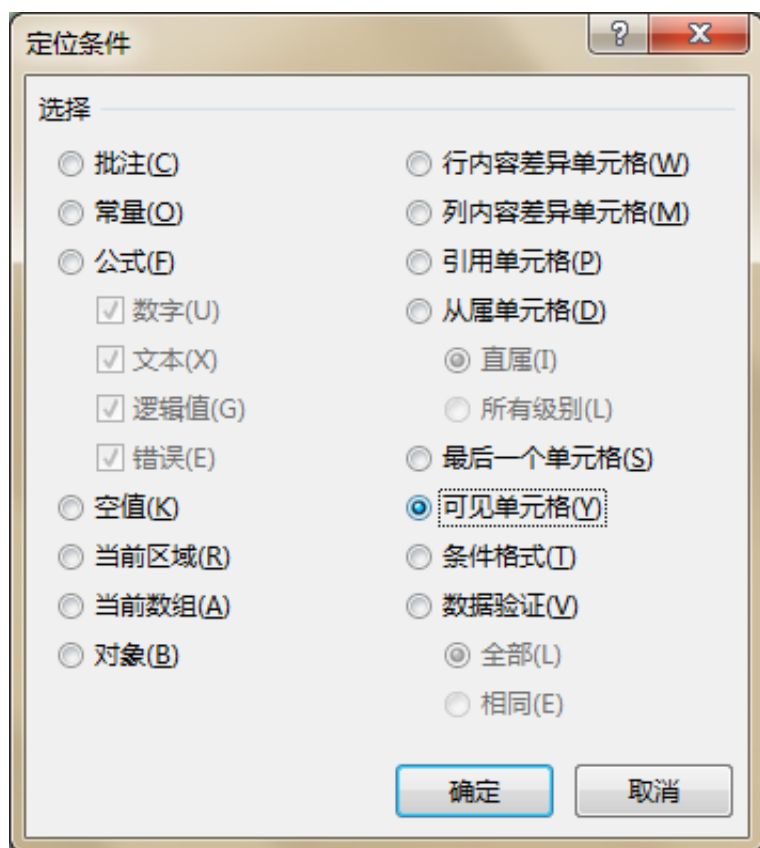 定位条件
选择
批注(C)
常量(O)
公式(F)
数字(U)
文本(X)
逻辑值(G)
错误(E)
空值(K)
当前区域(R)
当前数组(A)
对象(B)
行内容差异单元格(W)
列内容差异单元格(M)
引用单元格(P)
从属单元格(D)
直属(I)
所有级别(L)
最后一个单元格(S)
可见单元格(Y)
条件格式(T)
数据验证(V)
全部(L)
相同(E)
确定
取消